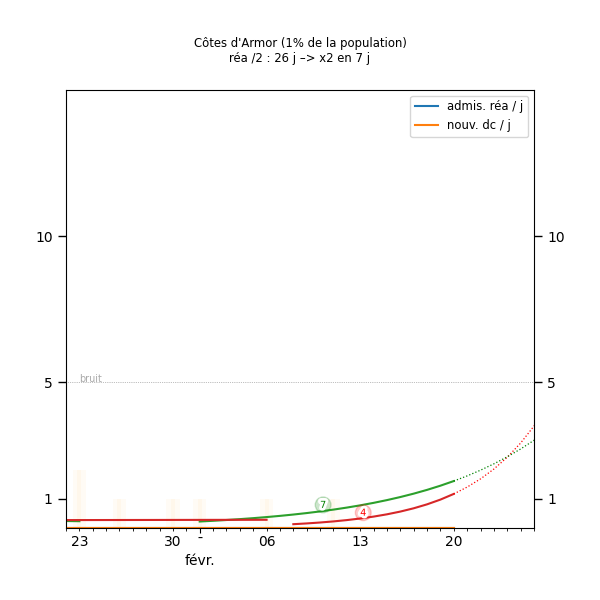 Côtes d'Armor (1% de la population)
réa /2 : 26 j –> x2 en 7 j
admis. réa / j
nouv. dc / j
10 10
bruit
5 5
7
4
1 1
23 30 - 06 13 20
févr.